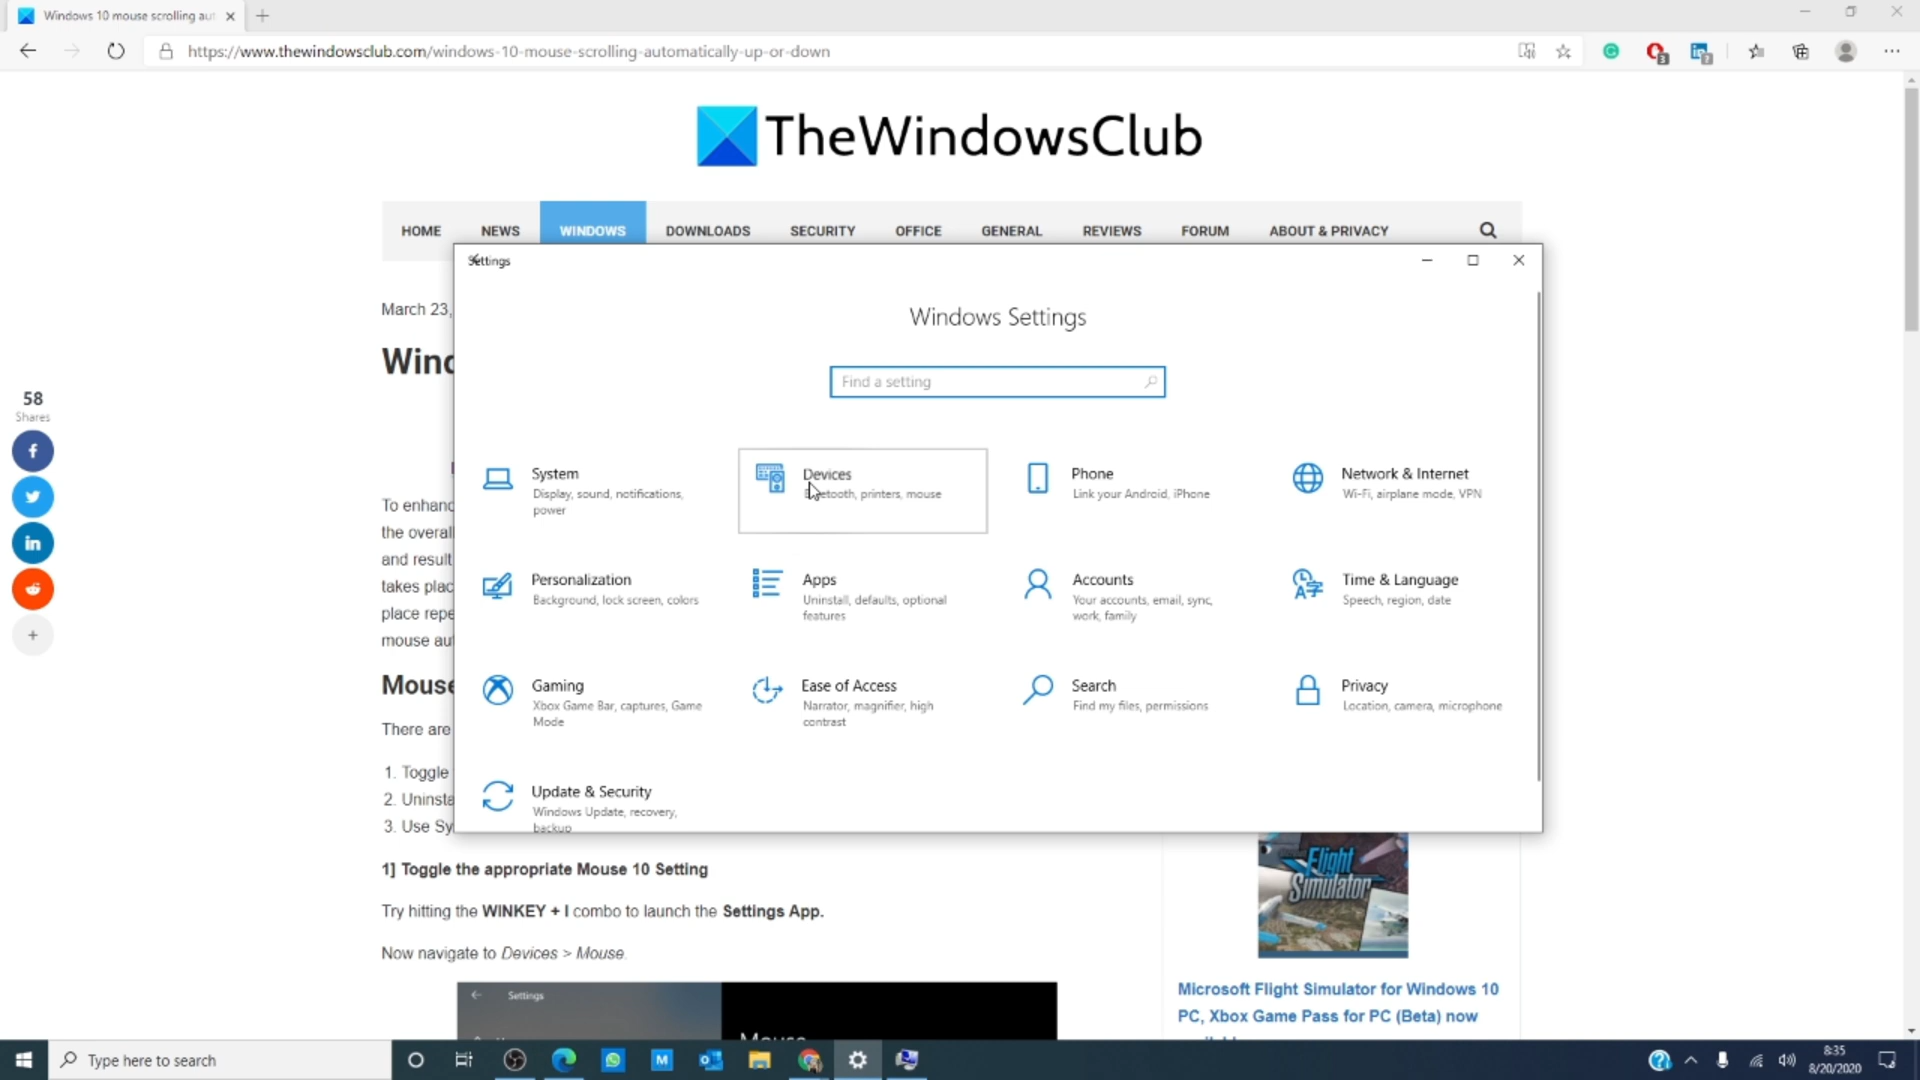 Windows 10 mouse scrolling aut
https://www.thewindowsclub.com/windows-10-mouse-scrolling-automatically-up-or-down
TheWindowsClub
HOME NEWS WINDOWS DOWNLOADS SECURITY OFFICE GENERAL REVIEWS FORUM ABOUT & PRIVACY
Settings
March 23,
Windows Settings
Wind
Find a setting
58
Shares
System
Display, sound, notifications,
power
Devices
Bluetooth, printers, mouse
Phone
Link your Android, iPhone
Network & Internet
Wi-Fi, airplane mode, VPN
To enhanc
the overall
and result
takes plac
place repe
mouse aut
Personalization
Background, lock screen, colors
Apps
Uninstall, defaults, optional
features
Accounts
Your accounts, email, sync,
work, family
Time & Language
Speech, region, date
Mouse
Gaming
Xbox Game Bar, captures, Game
Mode
Ease of Access
Narrator, magnifier, high
contrast
Search
Find my files, permissions
Privacy
Location, camera, microphone
There are
1. Toggle
2. Uninsta
3. Use Sy
Update & Security
Windows Update, recovery,
backup
1] Toggle the appropriate Mouse 10 Setting
Try hitting the WINKEY + I combo to launch the Settings App.
Now navigate to Devices > Mouse.
Settings
Mouse
Flight
Simulator
Microsoft Flight Simulator for Windows 10
PC, Xbox Game Pass for PC (Beta) now
Type here to search
8:35
8/20/2020